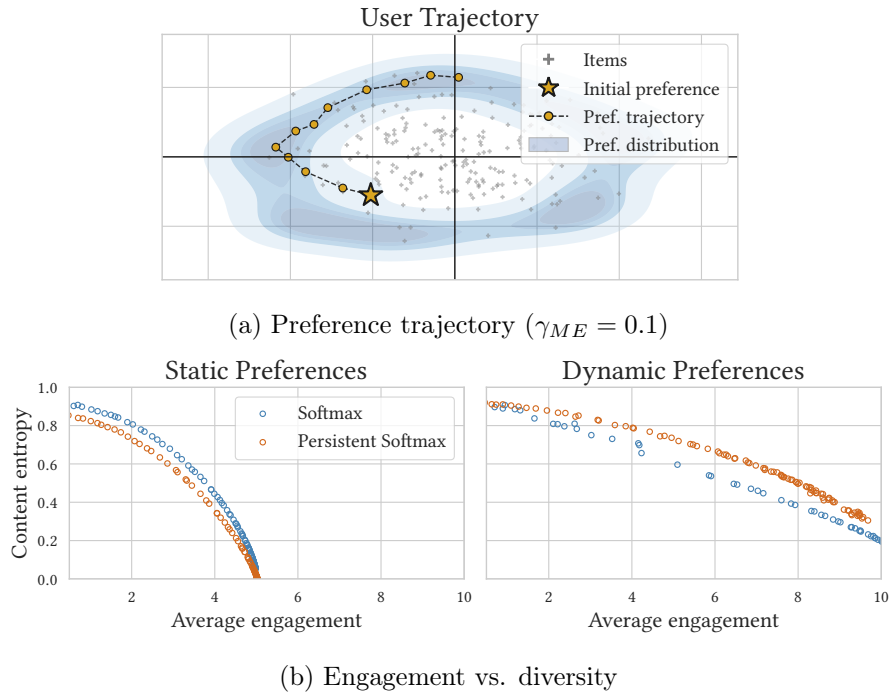 User Trajectory
Items
Initial preference
Pref. trajectory
Pref. distribution
(a) Preference trajectory (γ_ME = 0.1)
Static Preferences
Dynamic Preferences
Content entropy
1.0
0.8
0.6
0.4
0.2
0.0
Softmax
Persistent Softmax
2 4 6 8 10
2 4 6 8 10
Average engagement
Average engagement
(b) Engagement vs. diversity